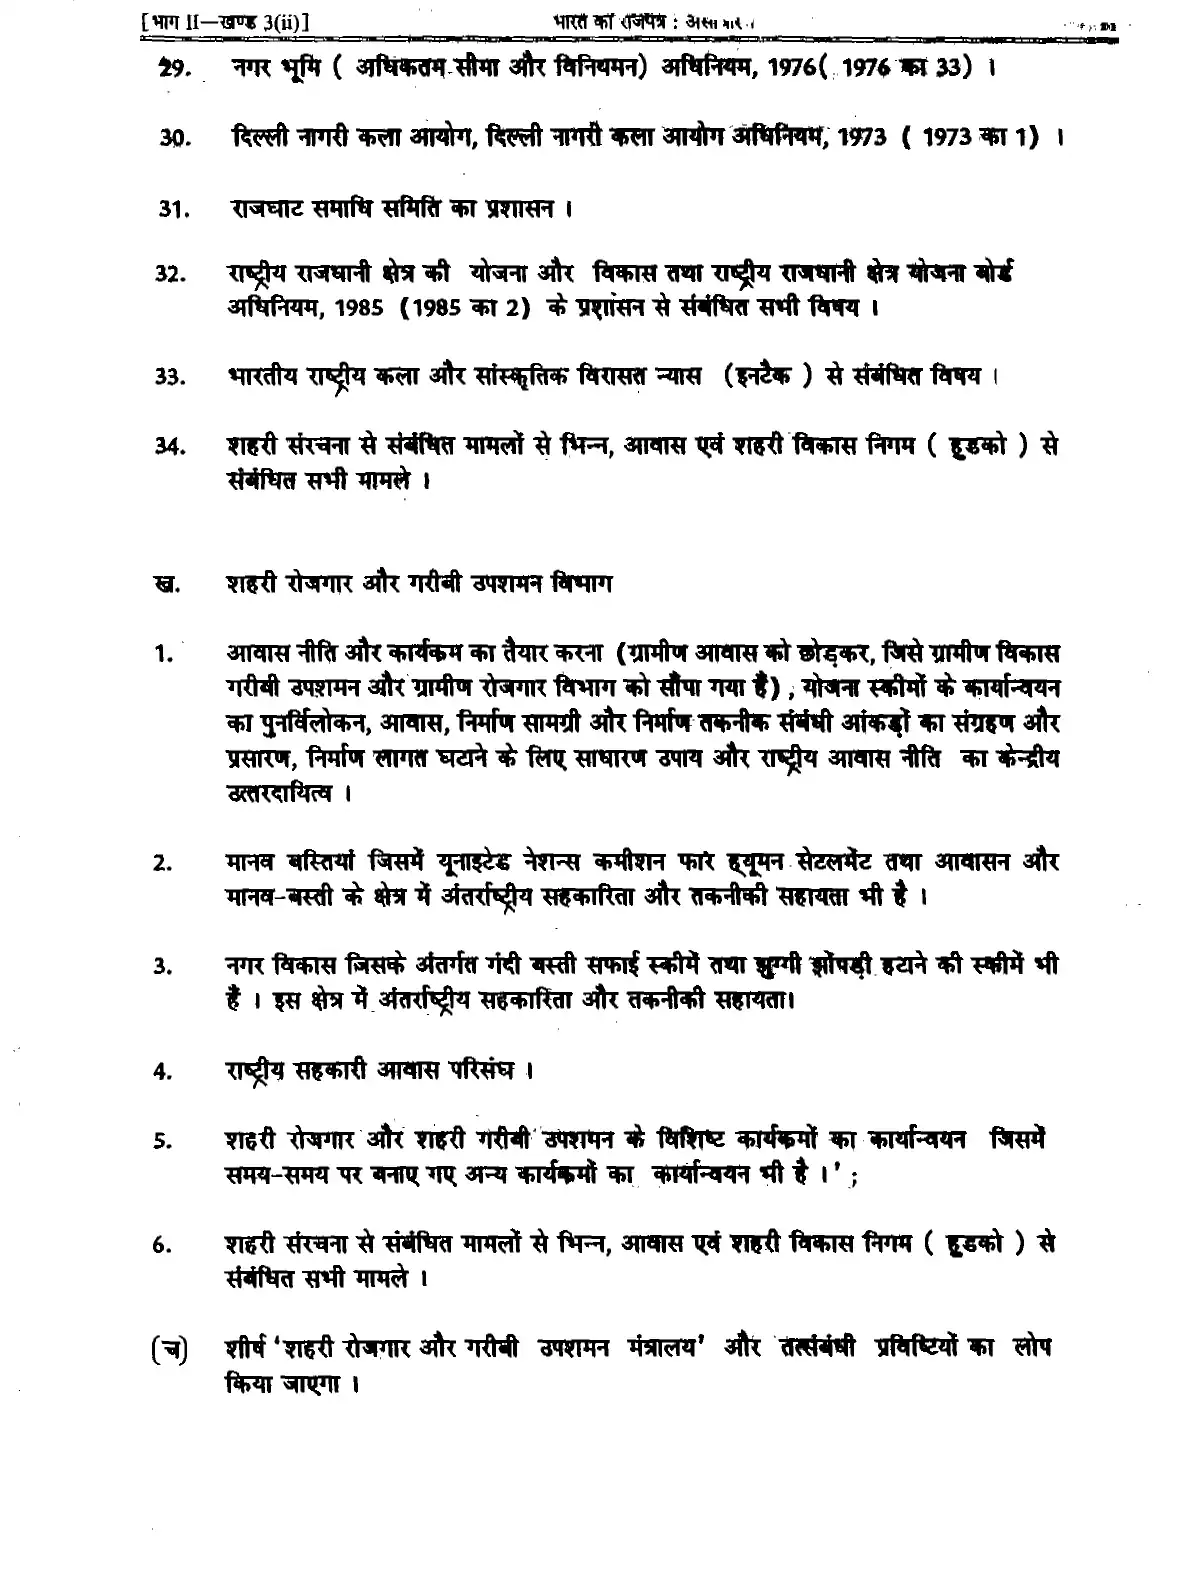 [ भाग II—खण्ड 3(ii) ] भारत का राजपत्र :
29. नगर भूमि ( अधिकतम सीमा और विनियमन) अधिनियम, 1976( 1976 का 33) ।
30. दिल्ली नागरी कला आयोग, दिल्ली नागरी कला आयोग अधिनियम, 1973 ( 1973 का 1) ।
31. राजघाट समाधि समिति का प्रशासन ।
32. राष्ट्रीय राजधानी क्षेत्र की योजना और विकास तथा राष्ट्रीय राजधानी क्षेत्र योजना बोर्ड
अधिनियम, 1985 (1985 का 2) के प्रशासन से संबंधित सभी विषय ।
33. भारतीय राष्ट्रीय कला और सांस्कृतिक विरासत न्यास (इनटैक ) से संबंधित विषय ।
34. शहरी संरचना से संबंधित मामलों से भिन्न, आवास एवं शहरी विकास निगम ( हुडको ) से
संबंधित सभी मामले ।
ख. शहरी रोजगार और गरीबी उपशमन विभाग
1. आवास नीति और कार्यकम का तैयार करना (ग्रामीण आवास को छोड़कर, जिसे ग्रामीण विकास
गरीबी उपशमन और ग्रामीण रोजगार विभाग को सौंपा गया है) , योजना स्कीमों के कार्यान्वयन
का पुनर्विलोकन, आवास, निर्माण सामग्री और निर्माण तकनीक संबंधी आंकड़ों का संग्रहण और
प्रसारण, निर्माण लागत घटाने के लिए साधारण उपाय और राष्ट्रीय आवास नीति का केन्द्रीय
उत्तरदायित्व ।
2. मानव बस्तियां जिसमें यूनाइटेड नेशन्स कमीशन फार ह्यूमन सेटलमेंट तथा आवासन और
मानव-बस्ती के क्षेत्र में अंतर्राष्ट्रीय सहकारिता और तकनीकी सहायता भी है ।
3. नगर विकास जिसके अंतर्गत गंदी बस्ती सफाई स्कीमें तथा झुग्गी झोंपड़ी हटाने की स्कीमें भी
हैं । इस क्षेत्र में अंतर्राष्ट्रीय सहकारिता और तकनीकी सहायता।
4. राष्ट्रीय सहकारी आवास परिसंघ ।
5. शहरी रोजगार और शहरी गरीबी उपशमन के विशिष्ट कार्यकमों का कार्यान्वयन जिसमें
समय-समय पर बनाए गए अन्य कार्यकमों का कार्यान्वयन भी है ।' ;
6. शहरी संरचना से संबंधित मामलों से भिन्न, आवास एवं शहरी विकास निगम ( हुडको ) से
संबंधित सभी मामले ।
(च) शीर्ष ‘शहरी रोजगार और गरीबी उपशमन मंत्रालय’ और तत्संबंधी प्रविष्टियों का लोप
किया जाएगा ।